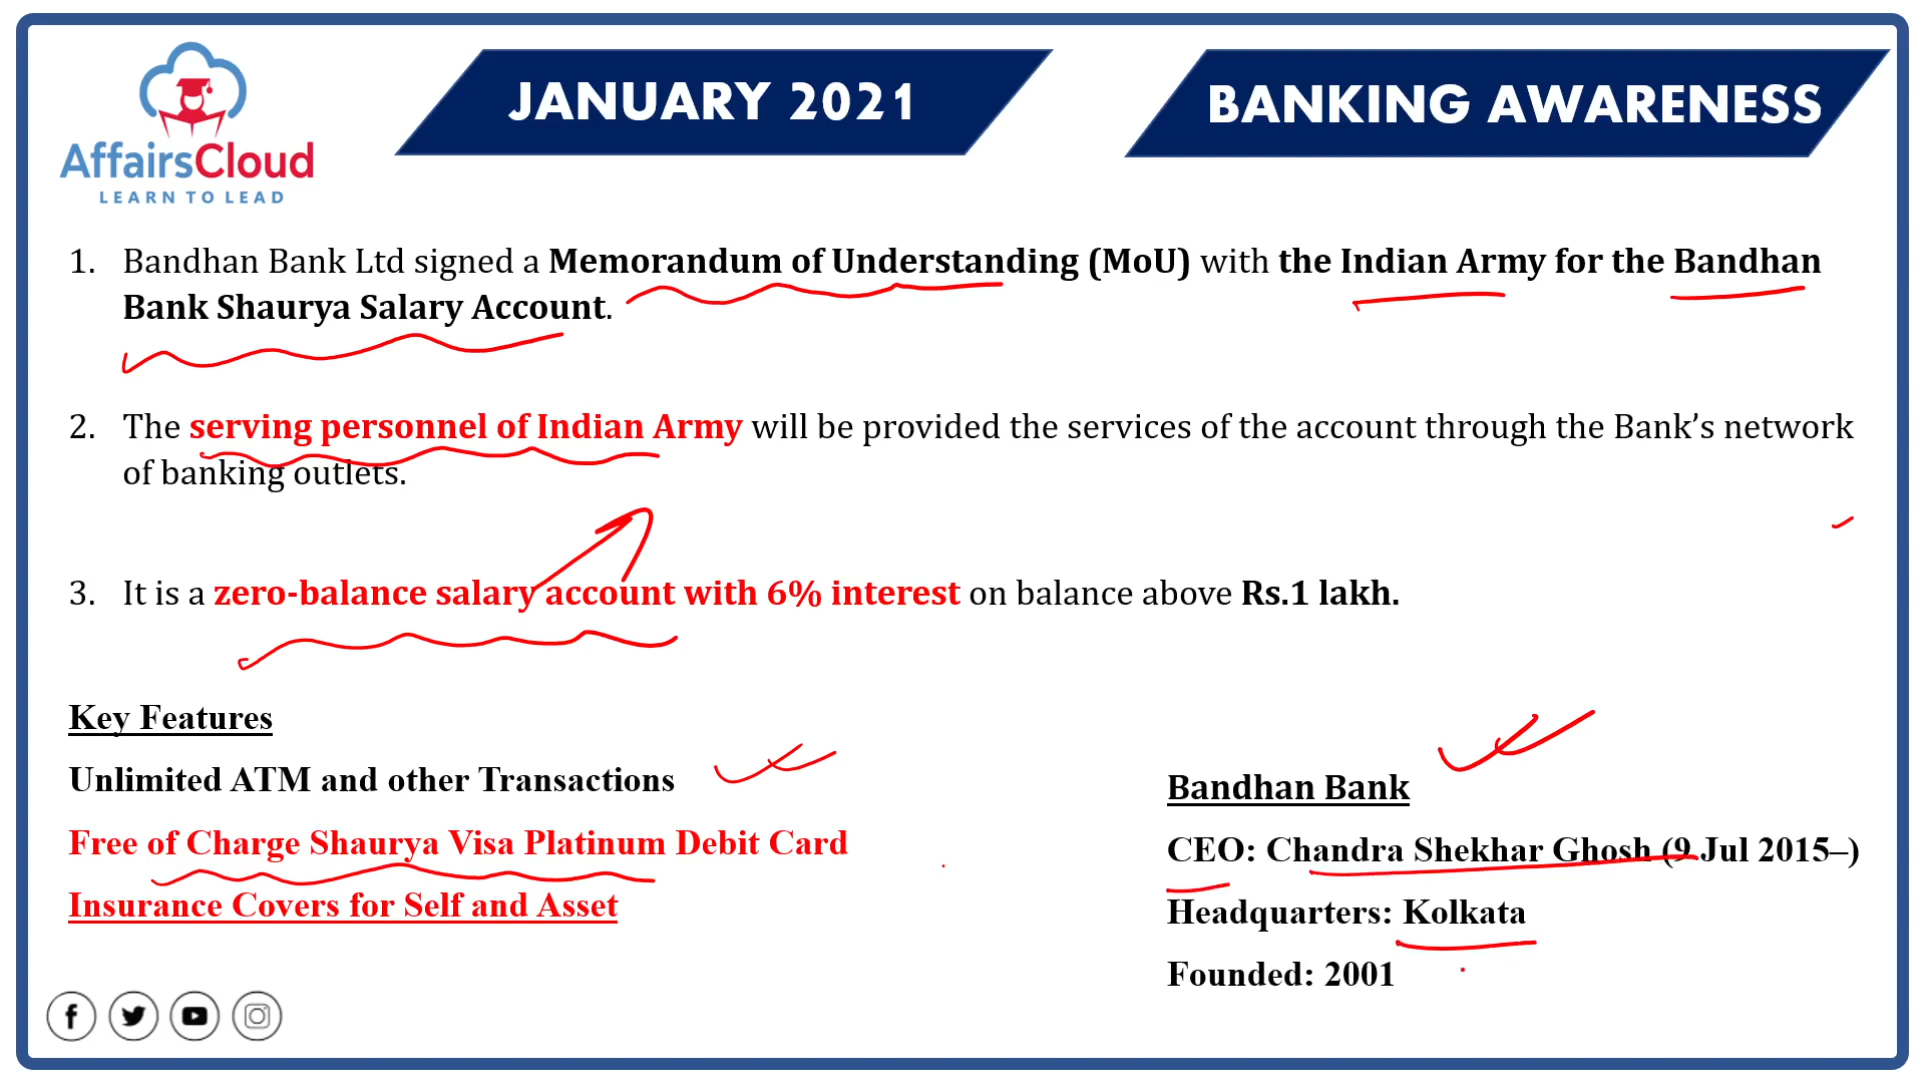 AffairsCloud
LEARN TO LEAD
JANUARY 2021
BANKING AWARENESS
1. Bandhan Bank Ltd signed a Memorandum of Understanding (MoU) with the Indian Army for the Bandhan
Bank Shaurya Salary Account.
2. The serving personnel of Indian Army will be provided the services of the account through the Bank’s network
of banking outlets.
3. It is a zero-balance salary account with 6% interest on balance above Rs.1 lakh.
Key Features
Unlimited ATM and other Transactions
Free of Charge Shaurya Visa Platinum Debit Card
Insurance Covers for Self and Asset
Bandhan Bank
CEO: Chandra Shekhar Ghosh (9 Jul 2015–)
Headquarters: Kolkata
Founded: 2001